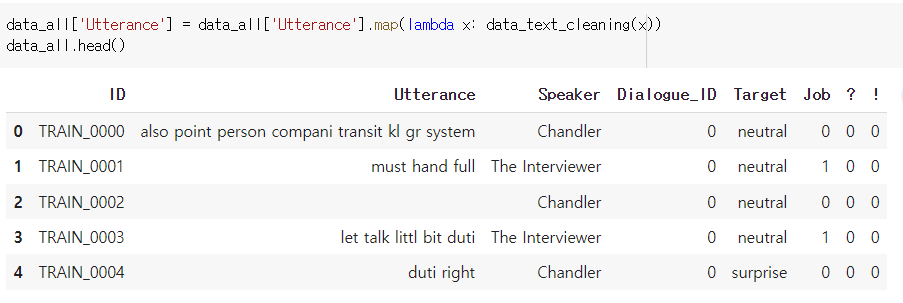 data_all['Utterance'] = data_all['Utterance'].map(lambda x: data_text_cleaning(x))
data_all.head()
ID Utterance Speaker Dialogue_ID Target Job ? !
0 TRAIN_0000 also point person compani transit kl gr system Chandler 0 neutral 0 0 0
1 TRAIN_0001 must hand full The Interviewer 0 neutral 1 0 0
2 TRAIN_0002 Chandler 0 neutral 0 0 0
3 TRAIN_0003 let talk littl bit duti The Interviewer 0 neutral 1 0 0
4 TRAIN_0004 duti right Chandler 0 surprise 0 0 0